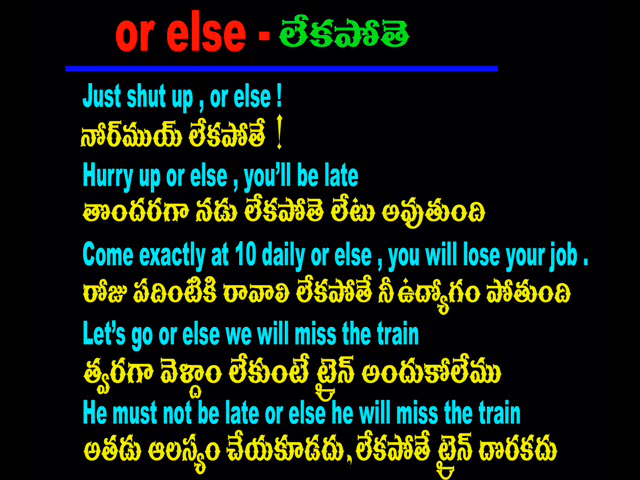 or else - లేకపోతె
Just shut up , or else !
నోర్‌ముయ్ లేకపోతే !
Hurry up or else , you'll be late
తొందరగా నడు లేకపోతె లేటు అవుతుంది
Come exactly at 10 daily or else , you will lose your job .
రోజు పదింటికి రావాలి లేకపోతే నీ ఉద్యోగం పోతుంది
Let's go or else we will miss the train
త్వరగా వెళ్దాం లేకుంటే ట్రైన్ అందుకోలేము
He must not be late or else he will miss the train
అతడు ఆలస్యం చేయకూడదు, లేకపోతే ట్రైన్ దొరకదు